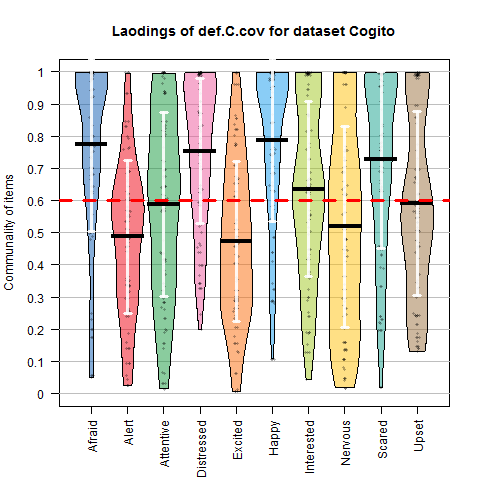 Laodings of def.C.cov for dataset Cogito
Communality of items
1
0.9
0.8
0.7
0.6
0.5
0.4
0.3
0.2
0.1
0
Afraid
Alert
Attentive
Distressed
Excited
Happy
Interested
Nervous
Scared
Upset